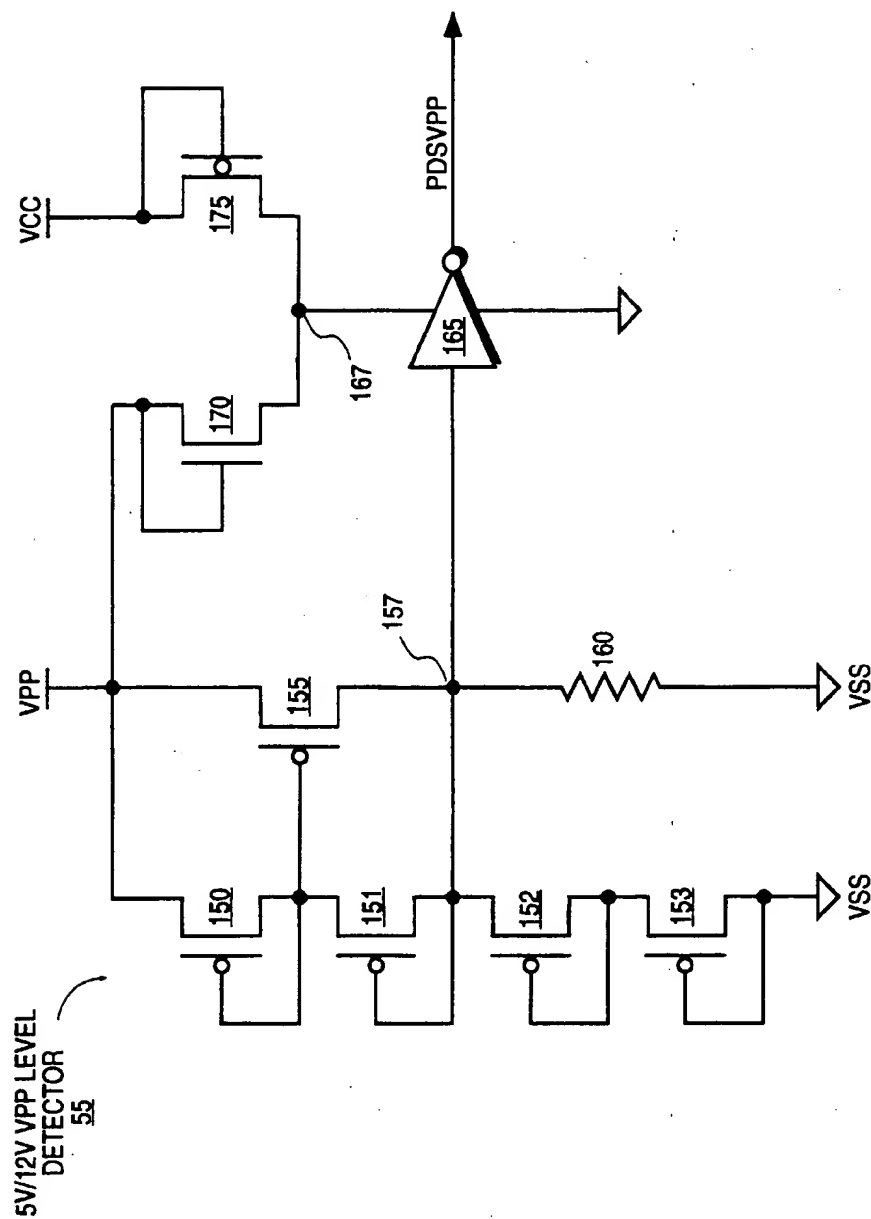 5V/12V VPP LEVEL
DETECTOR
55
VPP
VCC
150
151
152
153
155
157
160
165
167
170
175
PDSVPP
VSS
VSS